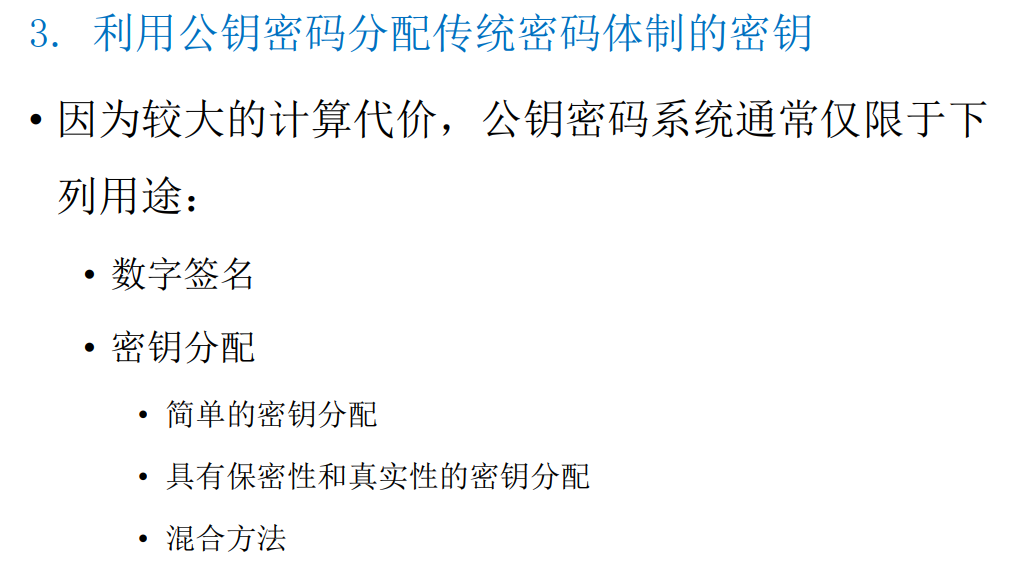 3. 利用公钥密码分配传统密码体制的密钥
• 因为较大的计算代价，公钥密码系统通常仅限于下
列用途：
• 数字签名
• 密钥分配
• 简单的密钥分配
• 具有保密性和真实性的密钥分配
• 混合方法